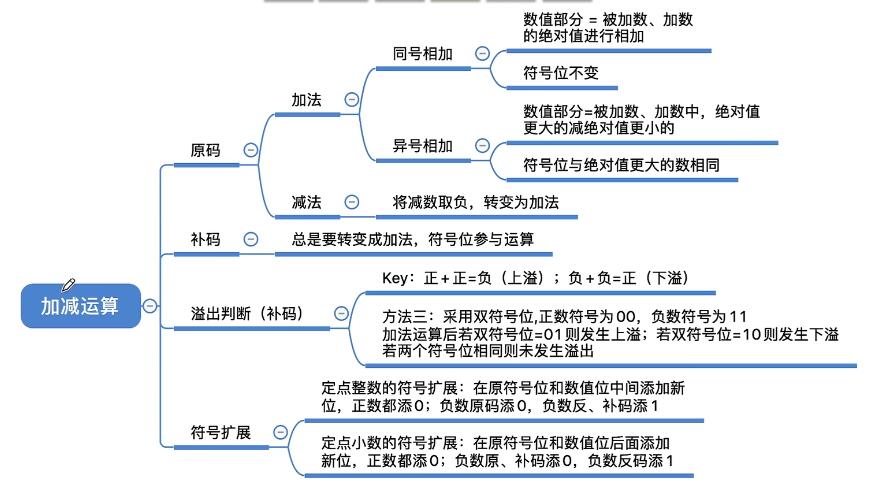 加减运算
原码
加法
同号相加
数值部分 = 被加数、加数
的绝对值进行相加
符号位不变
异号相加
数值部分=被加数、加数中，绝对值
更大的减绝对值更小的
符号位与绝对值更大的数相同
减法
将减数取负，转变为加法
补码
总是要转变成加法，符号位参与运算
溢出判断（补码）
Key：正+正=负（上溢）；负+负=正（下溢）
方法三：采用双符号位,正数符号为00，负数符号为11
加法运算后若双符号位=01则发生上溢；若双符号位=10则发生下溢
若两个符号位相同则未发生溢出
符号扩展
定点整数的符号扩展：在原符号位和数值位中间添加新
位，正数都添0；负数原码添0，负数反、补码添1
定点小数的符号扩展：在原符号位和数值位后面添加
新位，正数都添0；负数原、补码添0，负数反码添1